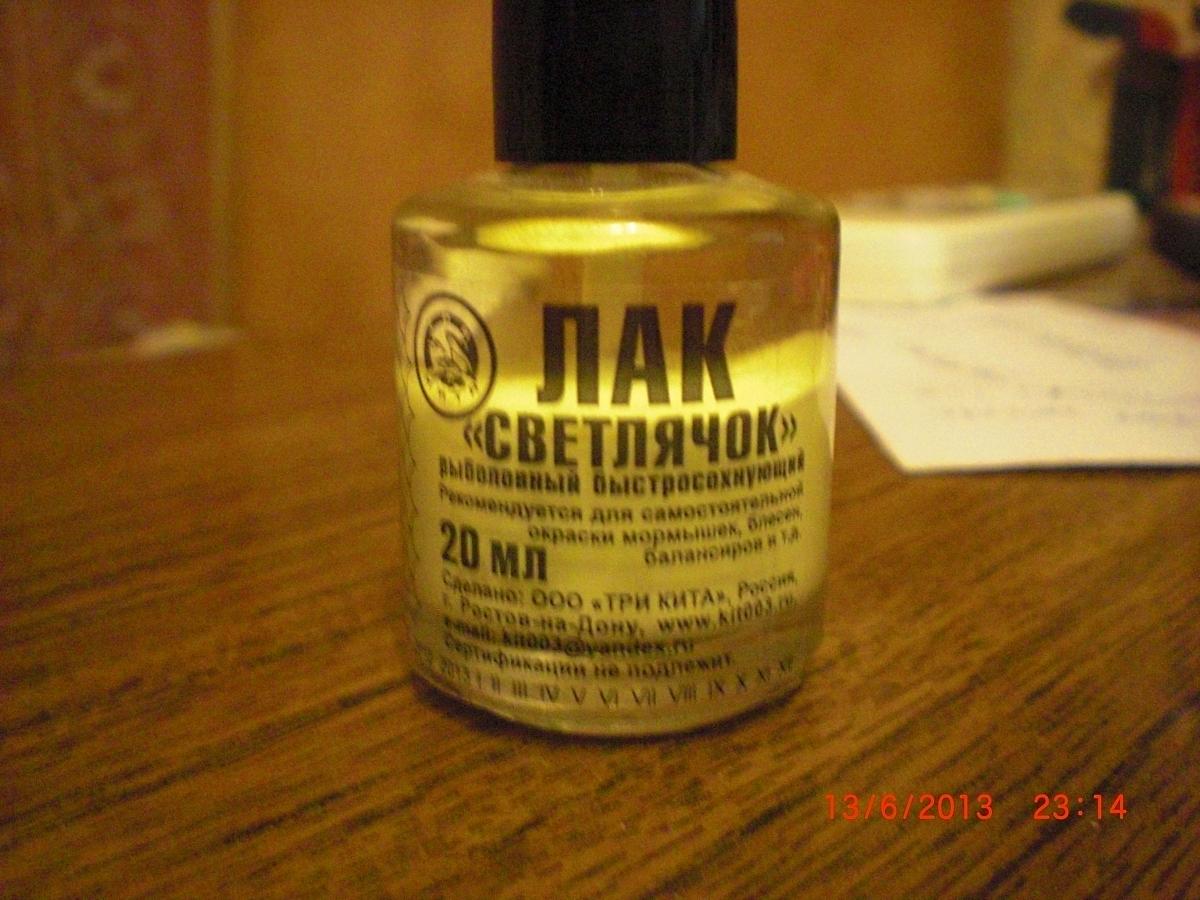 ЛАК
«СВЕТЛЯЧОК»
рыболовный быстросохнующий
Рекомендуется для самостоятельной
окраски мормышек, блесен,
балансиров и т.д.
20 мл
Сделано: ООО «ТРИ КИТА», Россия,
г. Ростов-на-Дону, www.kit003.ru,
e-mail: kit003@yandex.ru
Сертификации не подлежит.
2013 I II III IV V VI VII VIII IX X XI XII
13/6/2013 23:14